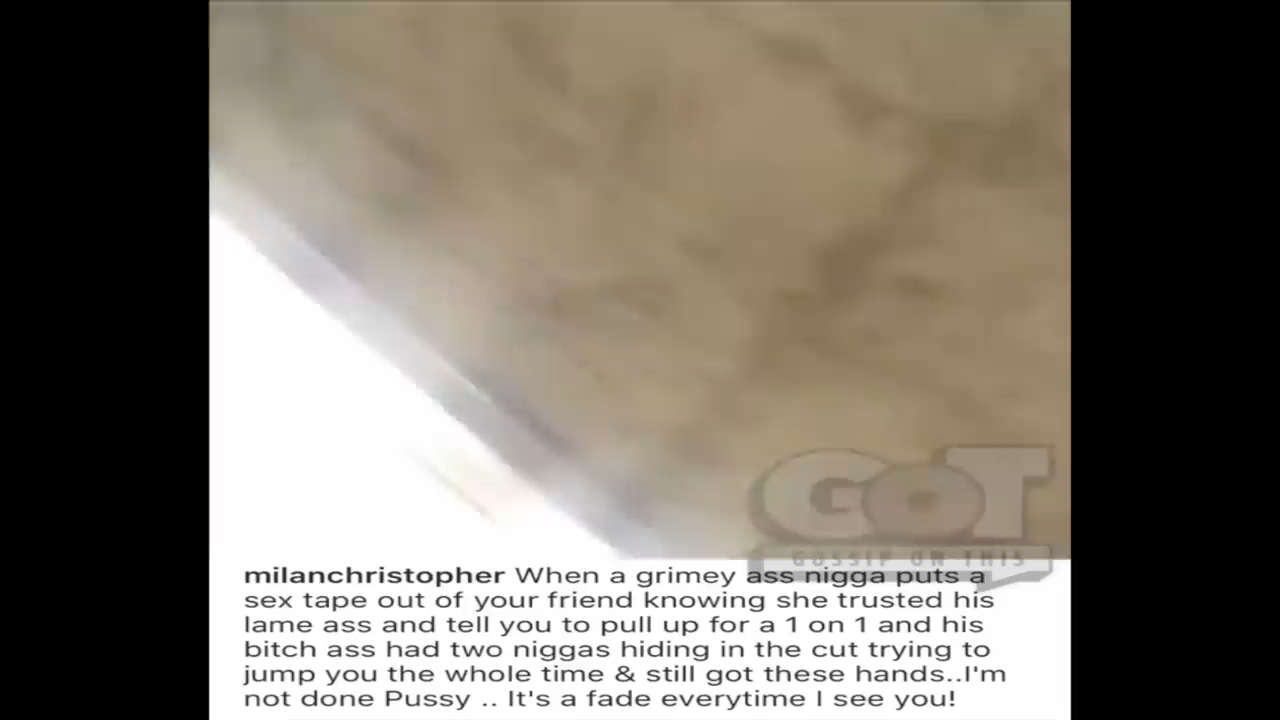 GOT
GOSSIP ON THIS
milanchristopher When a grimey ass nigga puts a
sex tape out of your friend knowing she trusted his
lame ass and tell you to pull up for a 1 on 1 and his
bitch ass had two niggas hiding in the cut trying to
jump you the whole time & still got these hands..I'm
not done Pussy .. It's a fade everytime I see you!